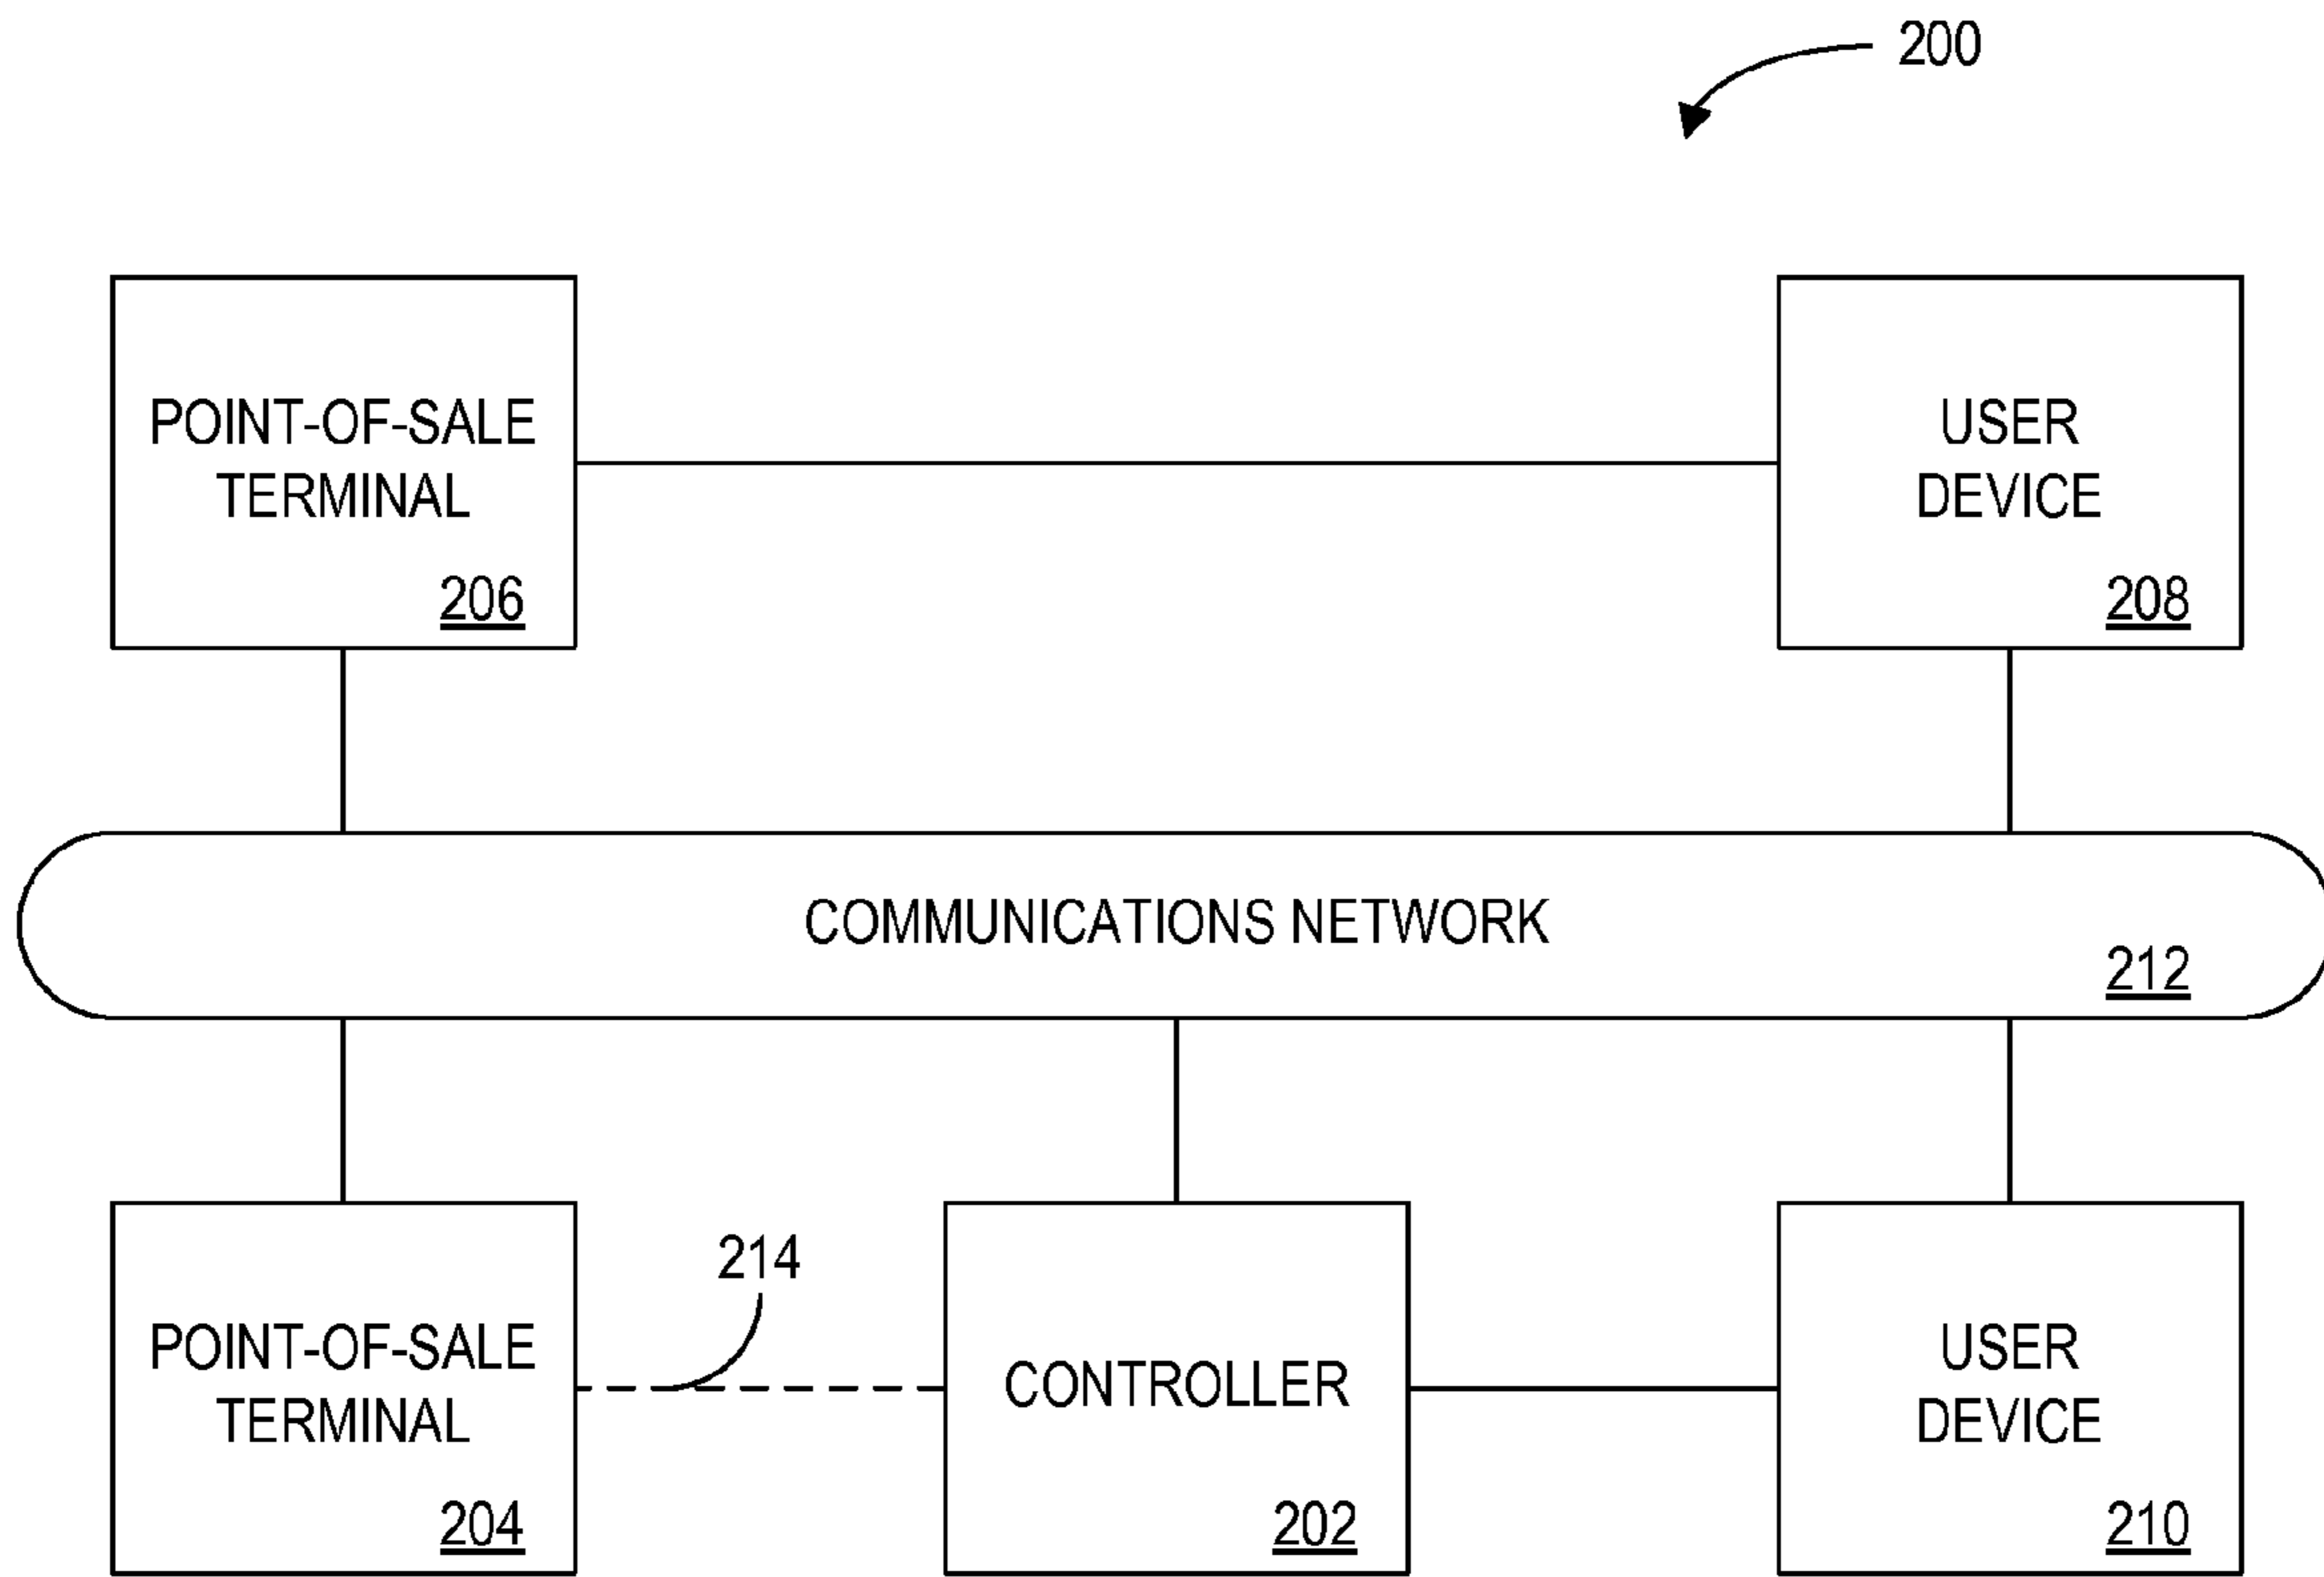 200
POINT-OF-SALE
TERMINAL
206
USER
DEVICE
208
COMMUNICATIONS NETWORK
212
214
POINT-OF-SALE
TERMINAL
204
CONTROLLER
202
USER
DEVICE
210